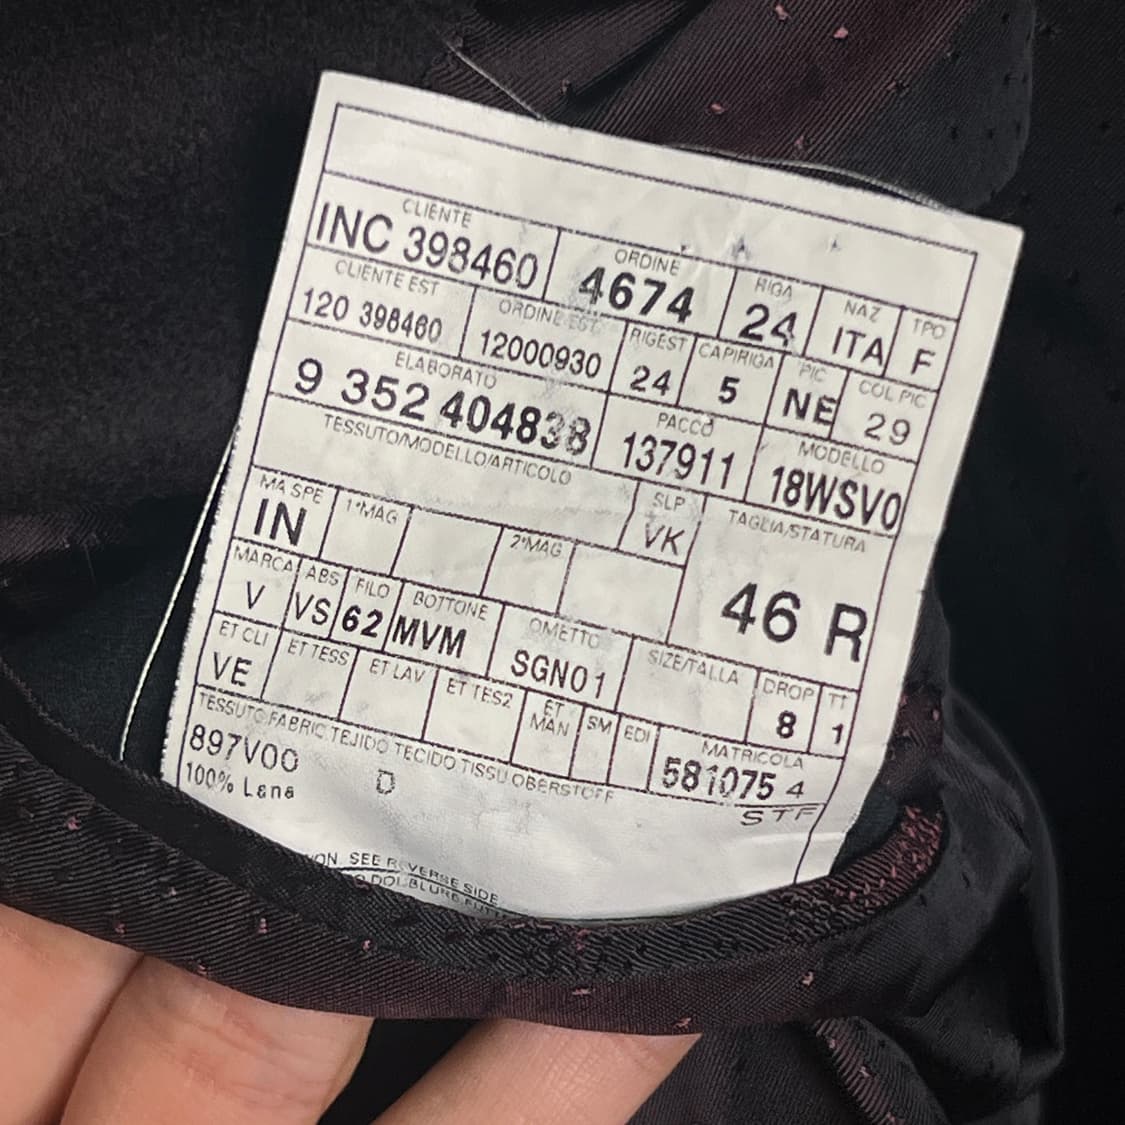 CLIENTE ORDINE RIGA NAZ TPO
INC 398460 4674 24 ITA F
CLIENTE EST ORDINE EST RIGEST CAPIRIGA PIC COL PIC
120 398460 12000930 24 5 NE 29
ELABORATO PACCO MODELLO
9 352 404838 137911 18WSV0
TESSUTO/MODELLO/ARTICOLO SLP TAGLIA/STATURA
VK 46 R
MA SPE 1°MAG 2°MAG
IN
MARCA ABS FILO BOTTONE OMETTO SIZE/TALLA DROP TT
V VS 62 MVM SGN01 8 1
ET CLI ET TESS ET LAV ET TES2 ET MAN SM EDI MATRICOLA
VE 581075 4
TESSUTO FABRIC TEJIDO TECIDO TISSU OBERSTOFF STF
897V00 D
100% Lana
SEE REVERSE SIDE
DOUBLURE